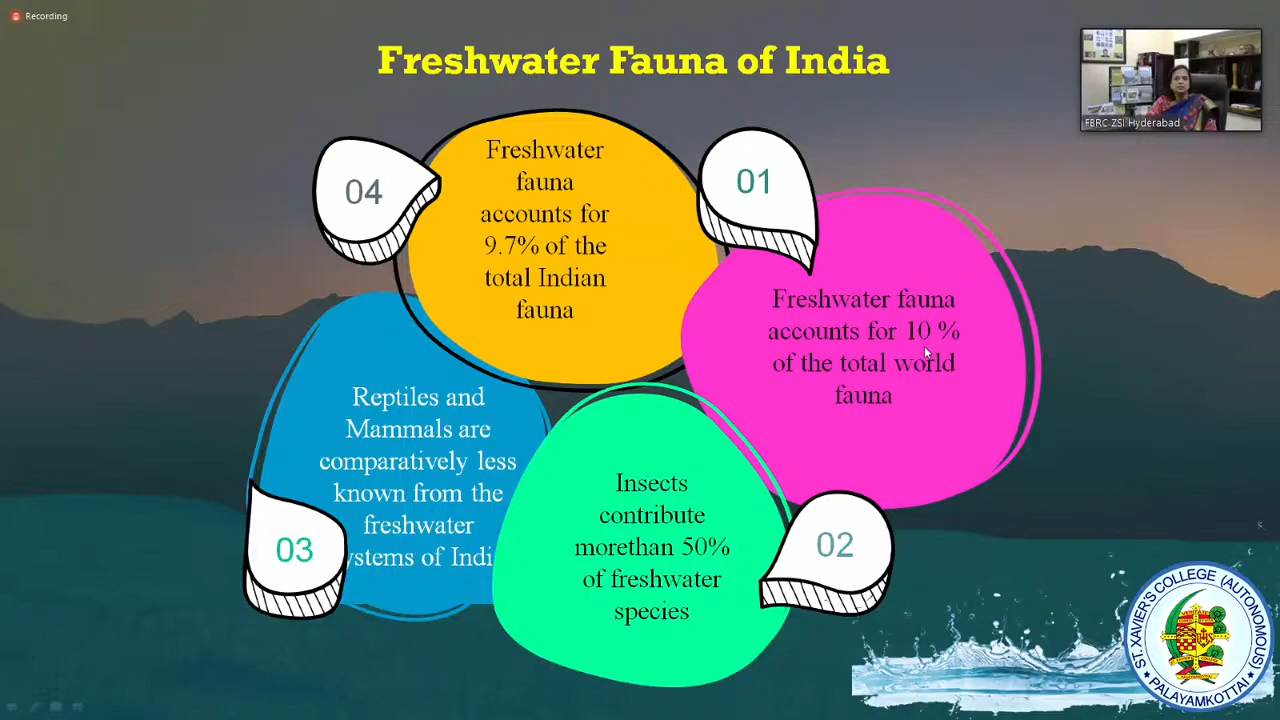 Recording
Freshwater Fauna of India
FBRC ZSI Hyderabad
04
Freshwater
fauna
accounts for
9.7% of the
total Indian
fauna
01
Freshwater fauna
accounts for 10 %
of the total world
fauna
Reptiles and
Mammals are
comparatively less
known from the
freshwater
ystems of Indi
03
Insects
contribute
morethan 50%
of freshwater
species
02
ST. XAVIER'S COLLEGE (AUTONOMOUS)
PALAYAMKOTTAI